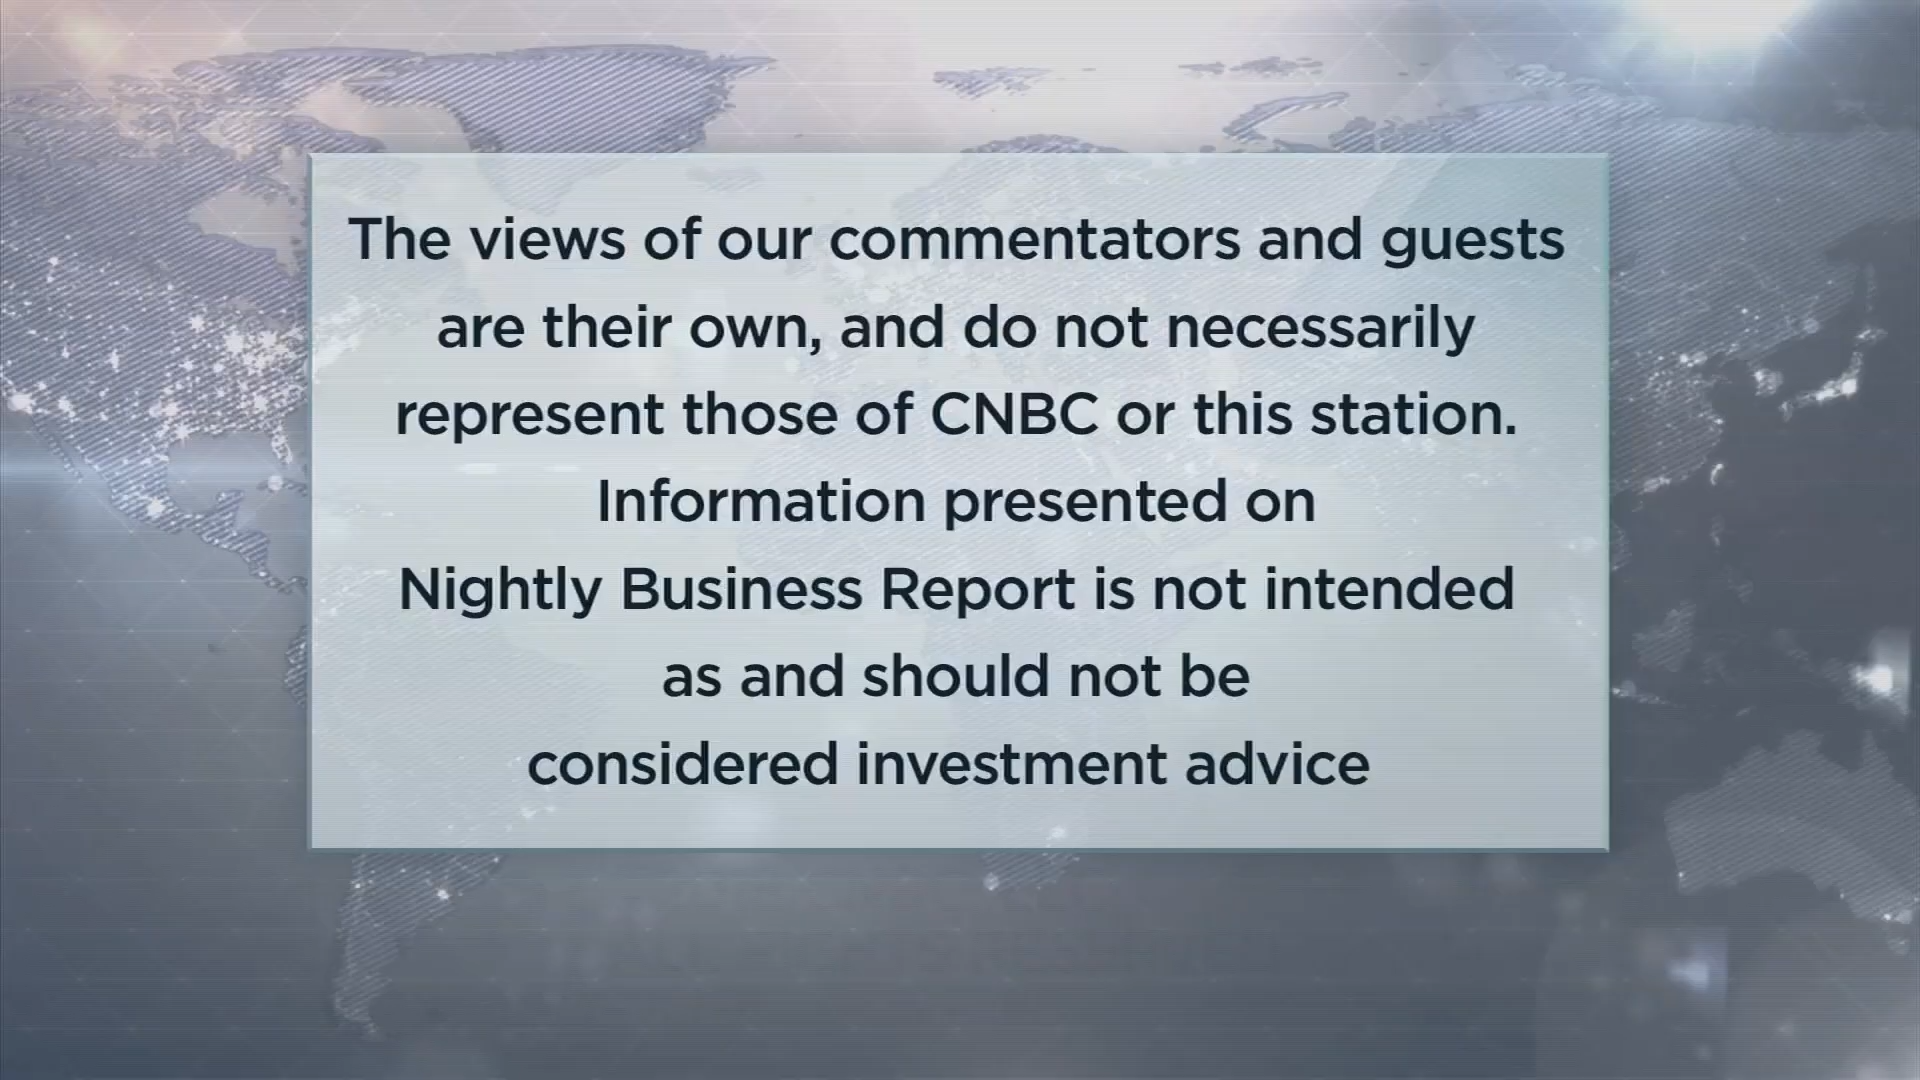 The views of our commentators and guests
are their own, and do not necessarily
represent those of CNBC or this station.
Information presented on
Nightly Business Report is not intended
as and should not be
considered investment advice